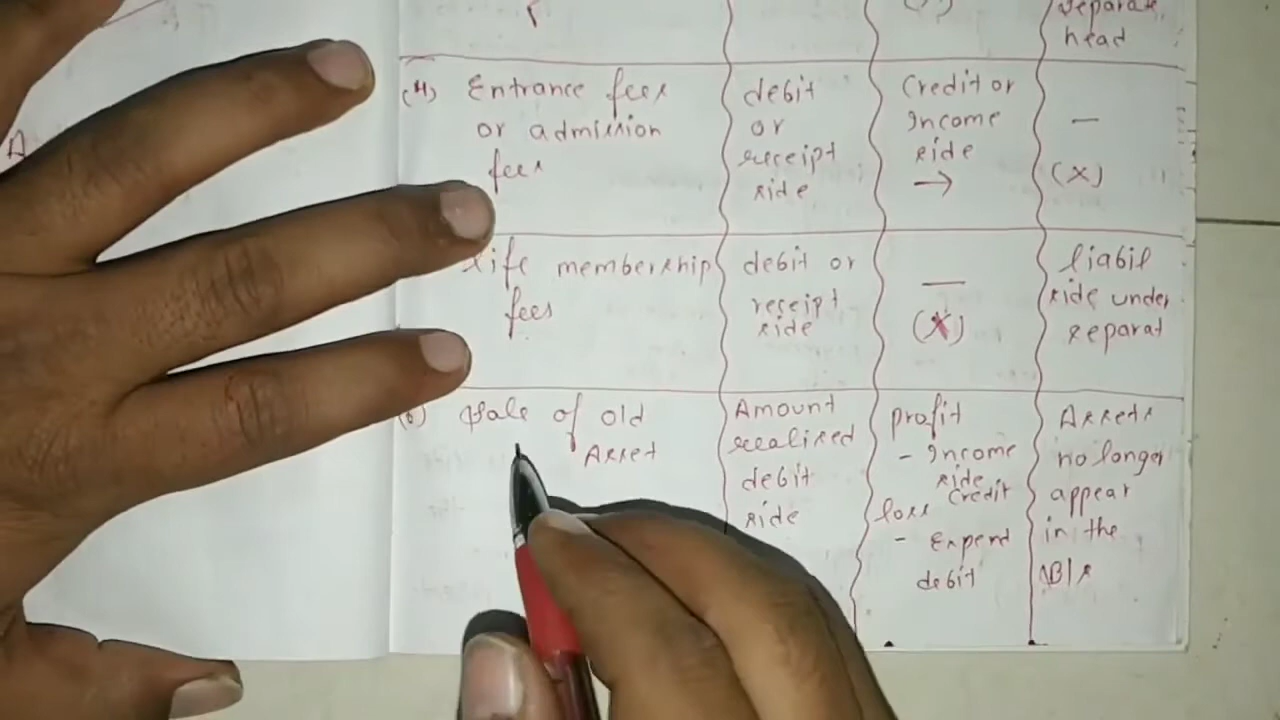 separate
head
(4) Entrance fees
or admission
fees
debit
or
receipt
side
Credit or
Income
side
→
—
(X)
Life membership
fees
debit or
receipt
side
—
(X)
liabil
side under
separat
(6) Sale of old
Asset
Amount
realised
debit
side
profit
- Income
side
credit
loss
- Expend
debit
Assets
no longer
appear
in the
B/s
A